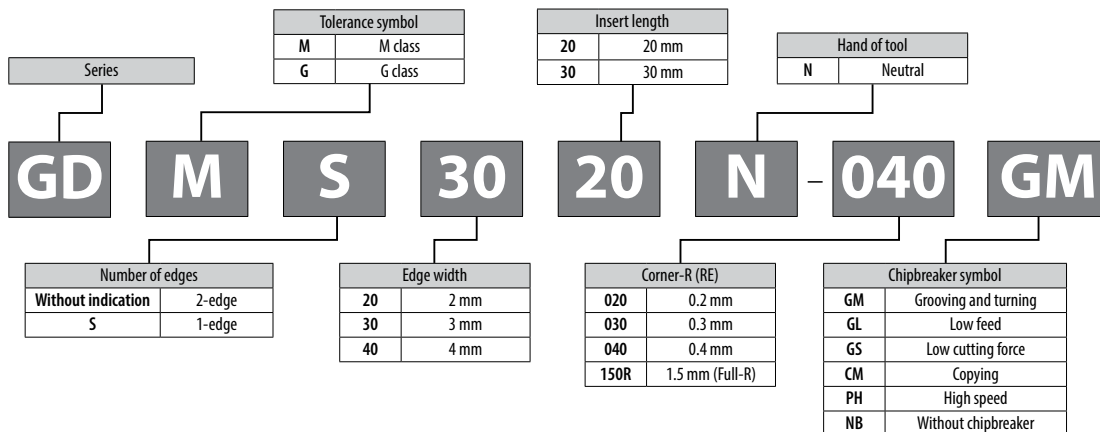 Series
Tolerance symbol
M M class
G G class
Insert length
20 20 mm
30 30 mm
Hand of tool
N Neutral
GD M S 30 20 N – 040 GM
Number of edges
Without indication 2-edge
S 1-edge
Edge width
20 2 mm
30 3 mm
40 4 mm
Corner-R (RE)
020 0.2 mm
030 0.3 mm
040 0.4 mm
150R 1.5 mm (Full-R)
Chipbreaker symbol
GM Grooving and turning
GL Low feed
GS Low cutting force
CM Copying
PH High speed
NB Without chipbreaker